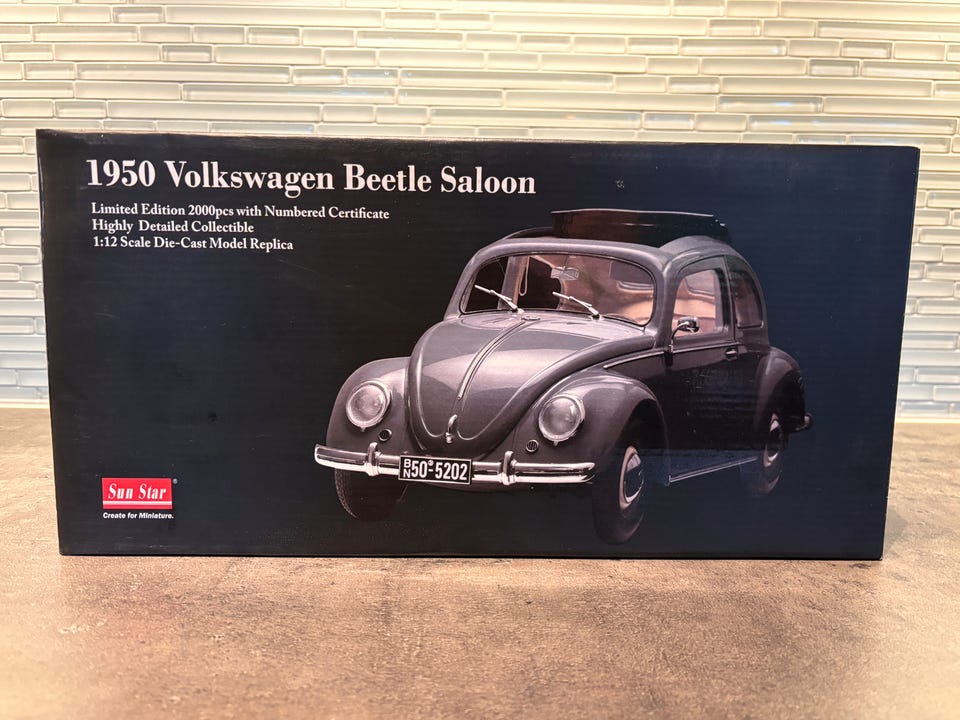 1950 Volkswagen Beetle Saloon
Limited Edition 2000pcs with Numbered Certificate
Highly Detailed Collectible
1:12 Scale Die-Cast Model Replica
BN 50 5202
Sun Star®
Create for Miniature.